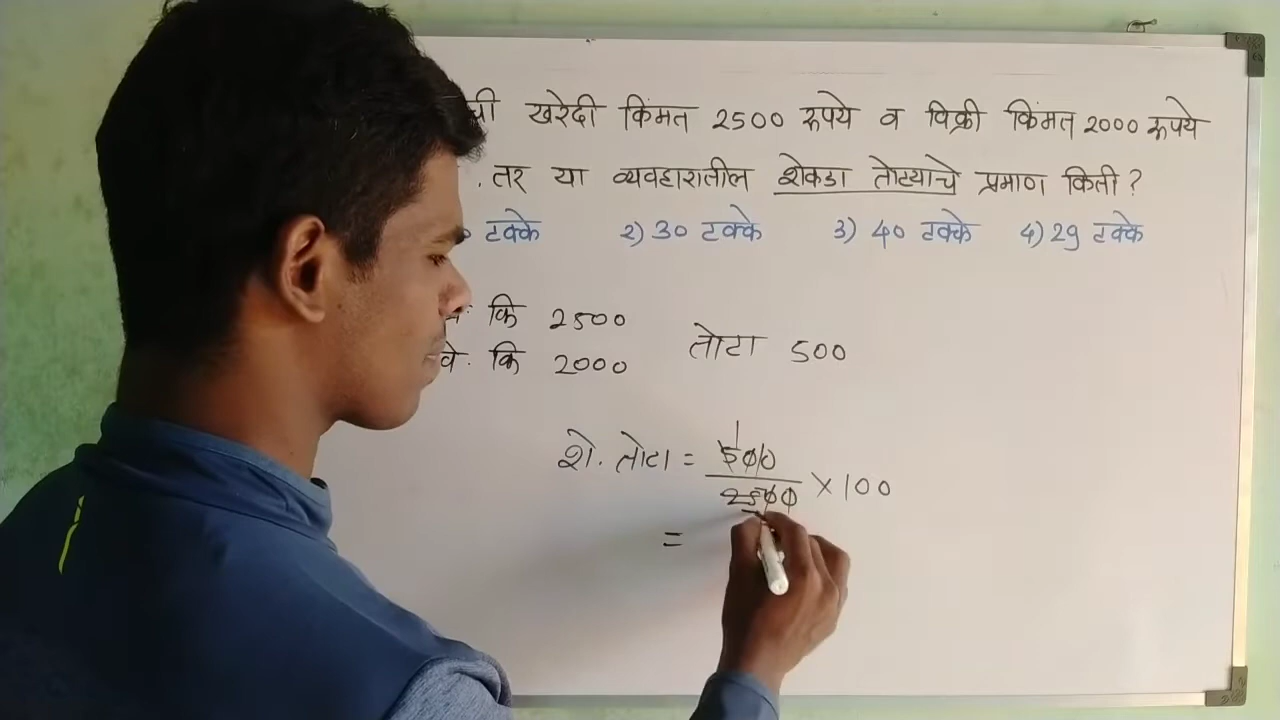 ची खरेदी किंमत 2500 रूपये व विक्री किंमत 2000 रूपये
. तर या व्यवहारातील शेकडा तोट्याचे प्रमाण किती ?
टक्के 2) 30 टक्के 3) 40 टक्के 4) 29 टक्के
कि 2500
वि. कि 2000
तोटा 500
शे. तोटा = 500 / 2500 × 100
1
=